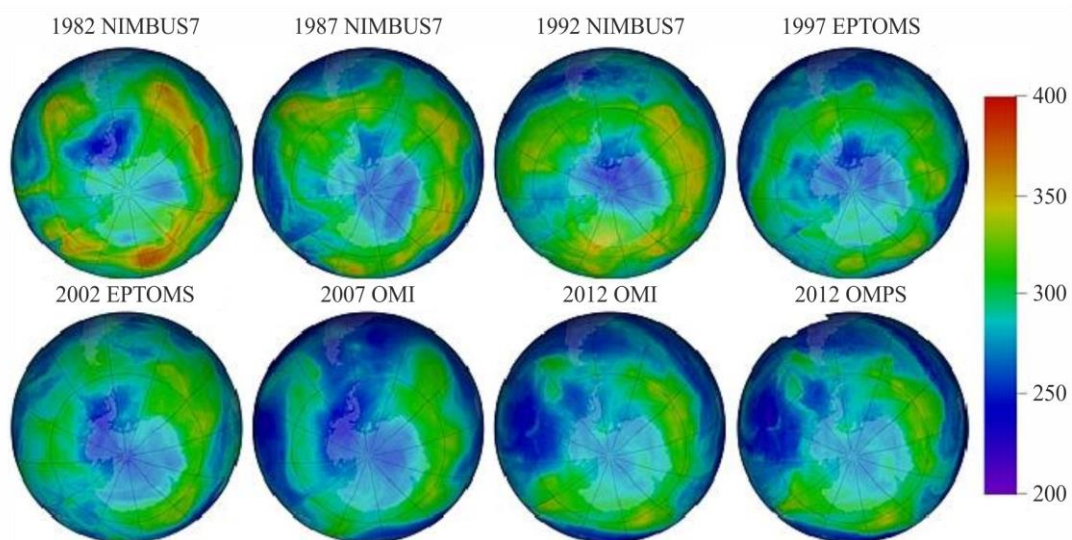 1982 NIMBUS7
1987 NIMBUS7
1992 NIMBUS7
1997 EPTOMS
400
350
300
250
200
2002 EPTOMS
2007 OMI
2012 OMI
2012 OMPS